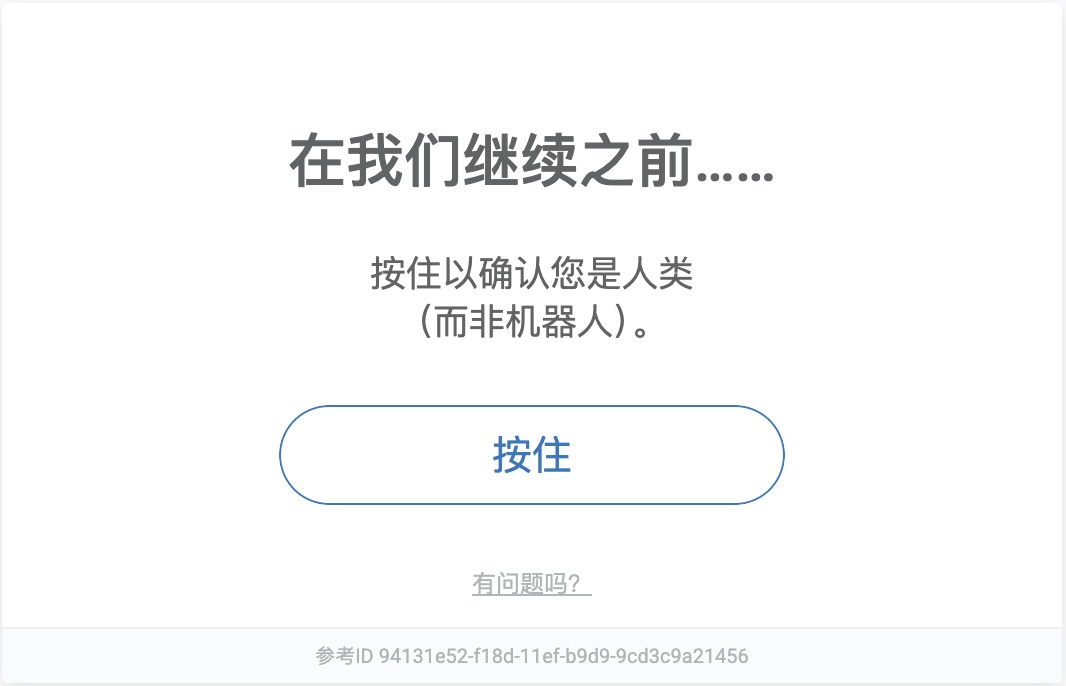 在我们继续之前……
按住以确认您是人类
（而非机器人）。
按住
有问题吗？
参考ID 94131e52-f18d-11ef-b9d9-9cd3c9a21456